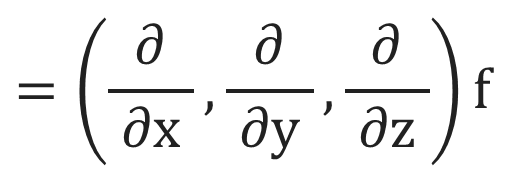 = (∂/∂x, ∂/∂y, ∂/∂z) f